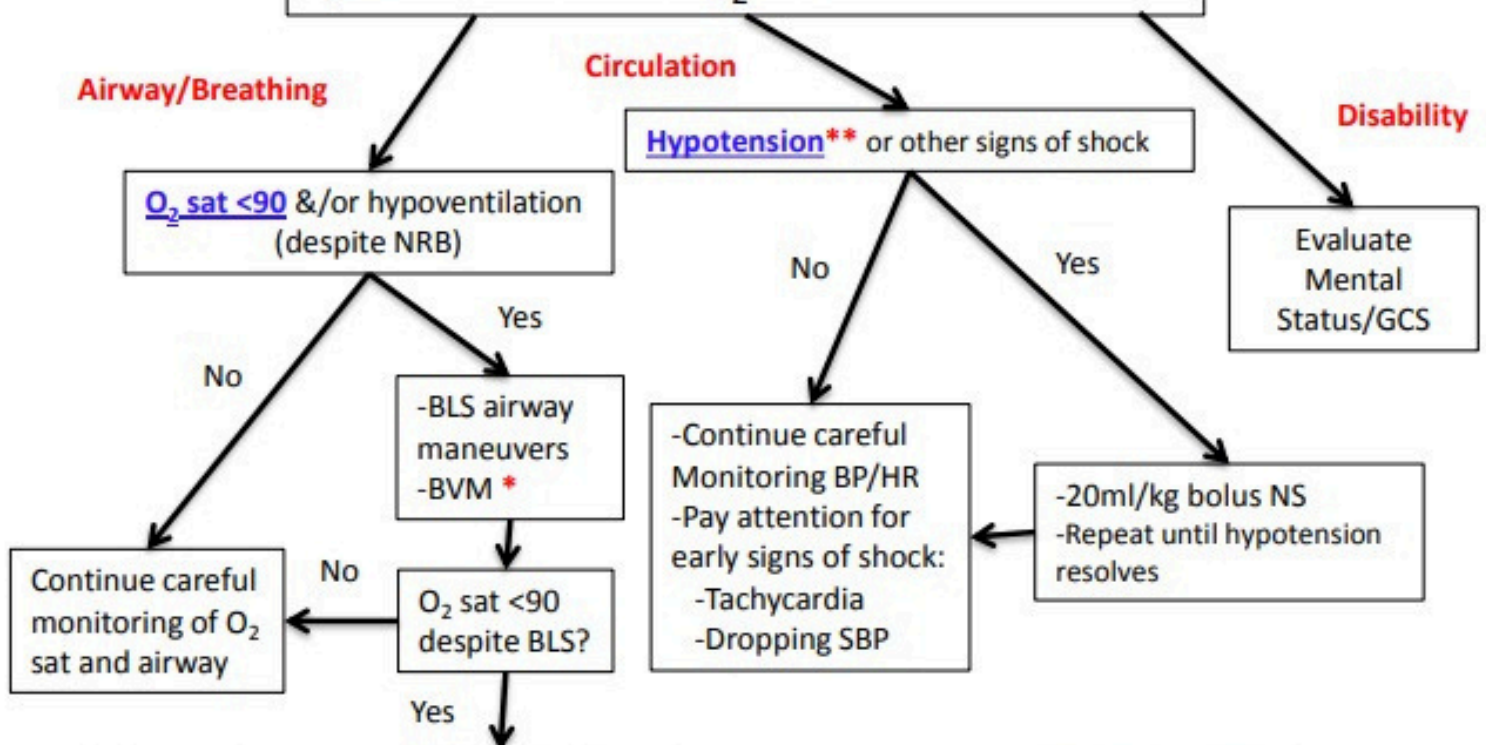 2
Airway/Breathing
Circulation
Disability
Hypotension** or other signs of shock
O₂ sat <90 &/or hypoventilation
(despite NRB)
Evaluate
Mental
Status/GCS
No
Yes
No
Yes
-BLS airway
maneuvers
-BVM *
-Continue careful
Monitoring BP/HR
-Pay attention for
early signs of shock:
-Tachycardia
-Dropping SBP
-20ml/kg bolus NS
-Repeat until hypotension
resolves
Continue careful
monitoring of O₂
sat and airway
No
O₂ sat <90
despite BLS?
Yes